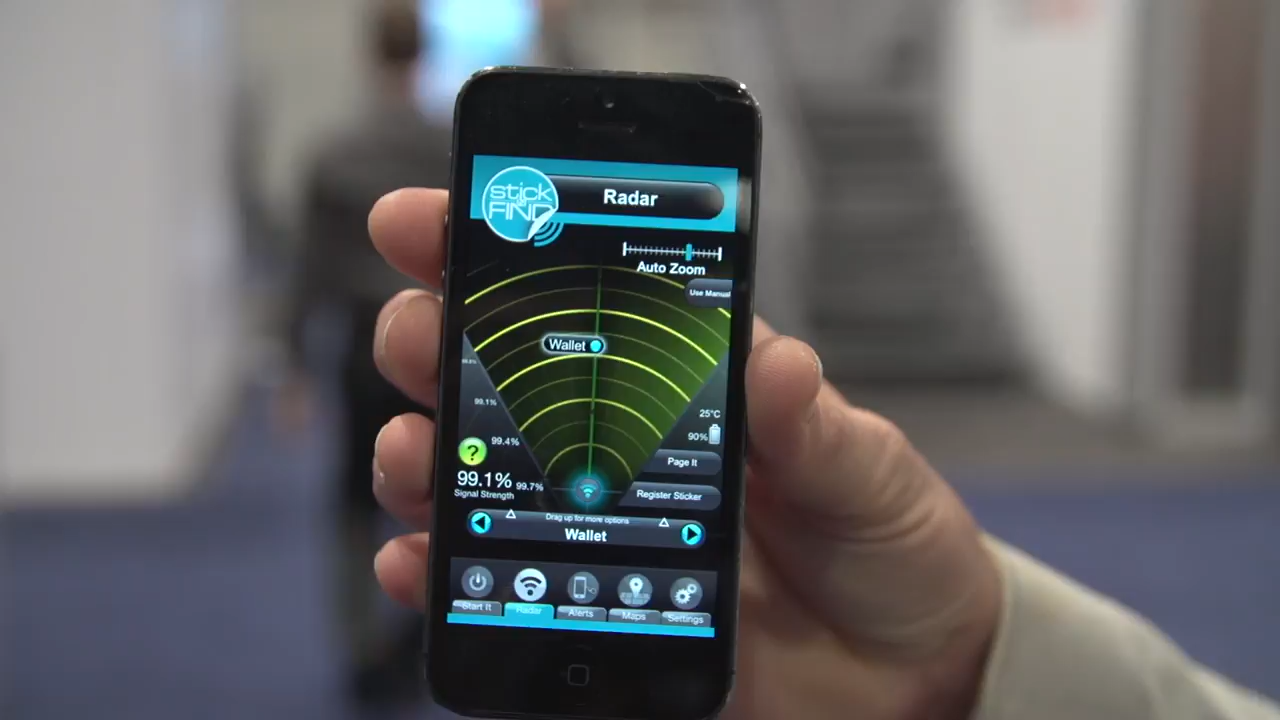 stick
FIND
Radar
Auto Zoom
Use Manual
Wallet
99.1%
25°C
99.4%
90%
Page It
99.1%
99.7%
Signal Strength
Register Sticker
Drag up for more options
Wallet
Start It
Radar
Alerts
Maps
Settings